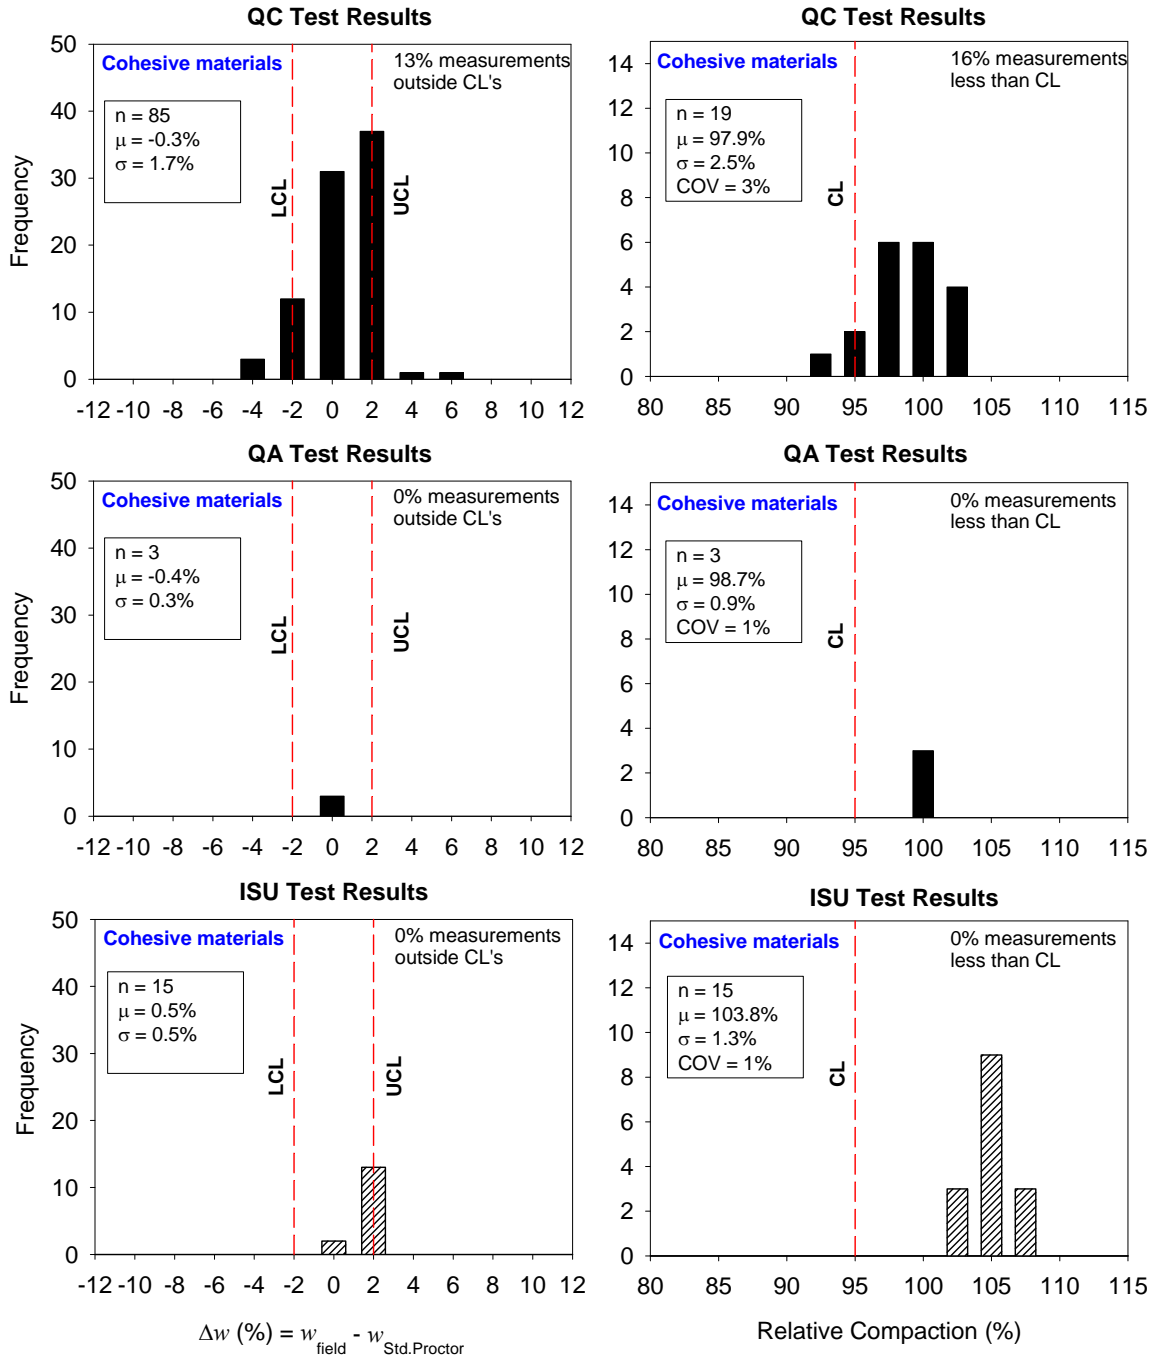 QC Test Results
50
40
30
20
10
0
Frequency
Cohesive materials
13% measurements
outside CL's
n = 85
μ = -0.3%
σ = 1.7%
LCL
UCL
-12 -10 -8 -6 -4 -2 0 2 4 6 8 10 12
QC Test Results
14
12
10
8
6
4
2
0
Cohesive materials
16% measurements
less than CL
n = 19
μ = 97.9%
σ = 2.5%
COV = 3%
CL
80 85 90 95 100 105 110 115
QA Test Results
50
40
30
20
10
0
Frequency
Cohesive materials
0% measurements
outside CL's
n = 3
μ = -0.4%
σ = 0.3%
LCL
UCL
-12 -10 -8 -6 -4 -2 0 2 4 6 8 10 12
QA Test Results
14
12
10
8
6
4
2
0
Cohesive materials
0% measurements
less than CL
n = 3
μ = 98.7%
σ = 0.9%
COV = 1%
CL
80 85 90 95 100 105 110 115
ISU Test Results
50
40
30
20
10
0
Frequency
Cohesive materials
0% measurements
outside CL's
n = 15
μ = 0.5%
σ = 0.5%
LCL
UCL
-12 -10 -8 -6 -4 -2 0 2 4 6 8 10 12
Δw (%) = w field - w Std.Proctor
ISU Test Results
14
12
10
8
6
4
2
0
Cohesive materials
0% measurements
less than CL
n = 15
μ = 103.8%
σ = 1.3%
COV = 1%
CL
80 85 90 95 100 105 110 115
Relative Compaction (%)